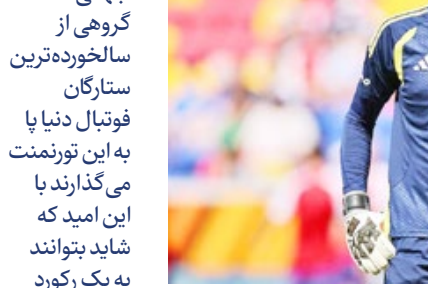 گروهی از
سالخورده‌ترین
ستارگان
فوتبال دنیا پا
به این تورنمنت
می‌گذارند با
این امید که
شاید بتوانند
به یک رکورد